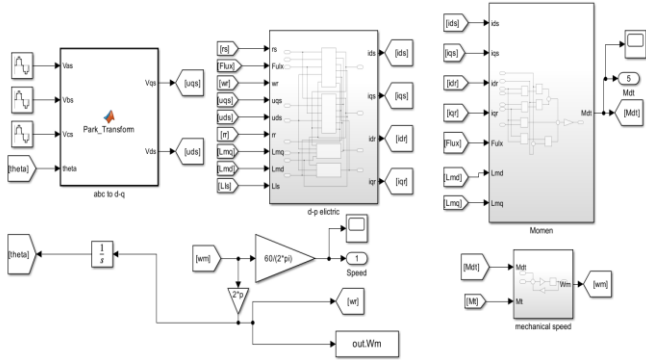 Vas
Vbs
Vcs
[theta]
theta
Park_Transform
Vqs
Vds
[uqs]
[uds]
abc to d-q
[rs]
[Flux]
[wr]
[uqs]
[uds]
[rr]
[Lmq]
[Lmd]
[Lls]
rs
Fulx
wr
uqs
uds
rr
Lmq
Lmd
Lls
ids
iqs
idr
iqr
[ids]
[iqs]
[idr]
[iqr]
d-p elictric
[ids]
[iqs]
[idr]
[iqr]
[Flux]
[Lmd]
[Lmq]
ids
iqs
idr
iqr
Fulx
Lmd
Lmq
Mdt
5
Mdt
[Mdt]
Momen
[theta]
1
s
[wm]
60/(2*pi)
1
Speed
2*p
[wr]
out.Wm
[Mdt]
[Mt]
Mdt
Mt
Wm
[wm]
mechanical speed